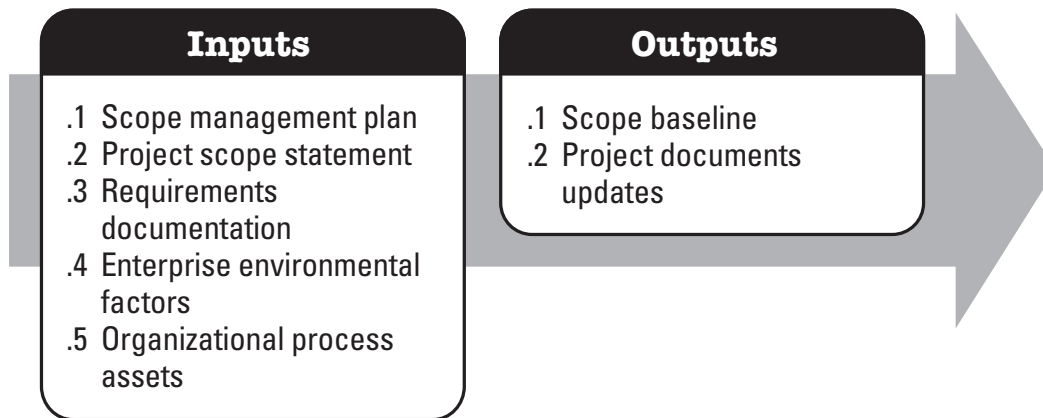 Inputs
.1 Scope management plan
.2 Project scope statement
.3 Requirements
documentation
.4 Enterprise environmental
factors
.5 Organizational process
assets
Outputs
.1 Scope baseline
.2 Project documents
updates